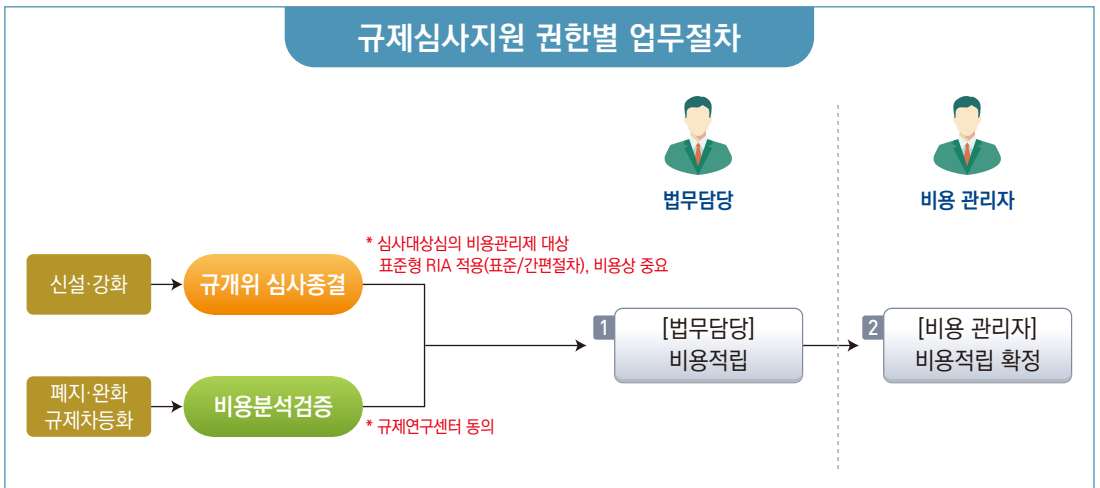 규제심사지원 권한별 업무절차
법무담당
비용 관리자
* 심사대상심의 비용관리제 대상
표준형 RIA 적용(표준/간편절차), 비용상 중요
신설·강화
규개위 심사종결
1
[법무담당]
비용적립
2
[비용 관리자]
비용적립 확정
폐지·완화
규제차등화
비용분석검증
* 규제연구센터 동의